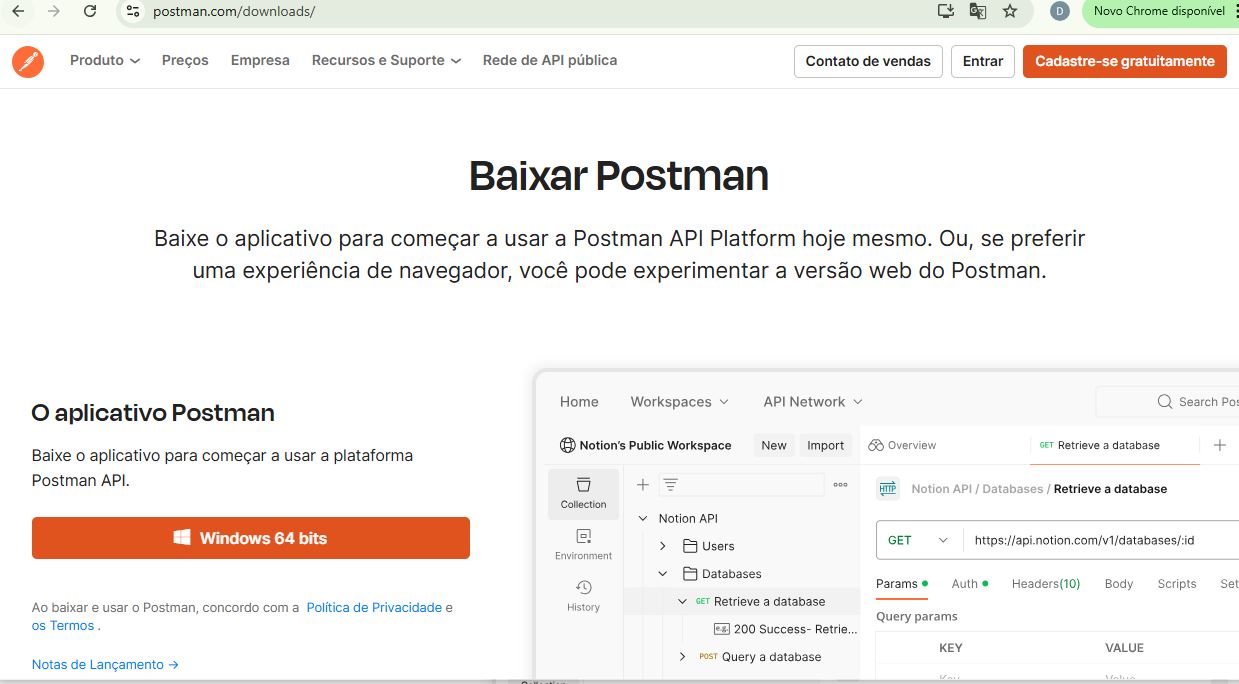 postman.com/downloads/
D
Novo Chrome disponível
Produto
Preços
Empresa
Recursos e Suporte
Rede de API pública
Contato de vendas
Entrar
Cadastre-se gratuitamente
Baixar Postman
Baixe o aplicativo para começar a usar a Postman API Platform hoje mesmo. Ou, se preferir
uma experiência de navegador, você pode experimentar a versão web do Postman.
O aplicativo Postman
Baixe o aplicativo para começar a usar a plataforma
Postman API.
Windows 64 bits
Ao baixar e usar o Postman, concordo com a Política de Privacidade e
os Termos .
Notas de Lançamento →
Home
Workspaces
API Network
Search Pos
Notion's Public Workspace
New
Import
Overview
GET Retrieve a database
Collection
Environment
History
Notion API
Users
Databases
GET Retrieve a database
e.g. 200 Success- Retrie...
POST Query a database
HTTP
Notion API / Databases / Retrieve a database
GET
https://api.notion.com/v1/databases/:id
Params
Auth
Headers(10)
Body
Scripts
Set
Query params
KEY
VALUE